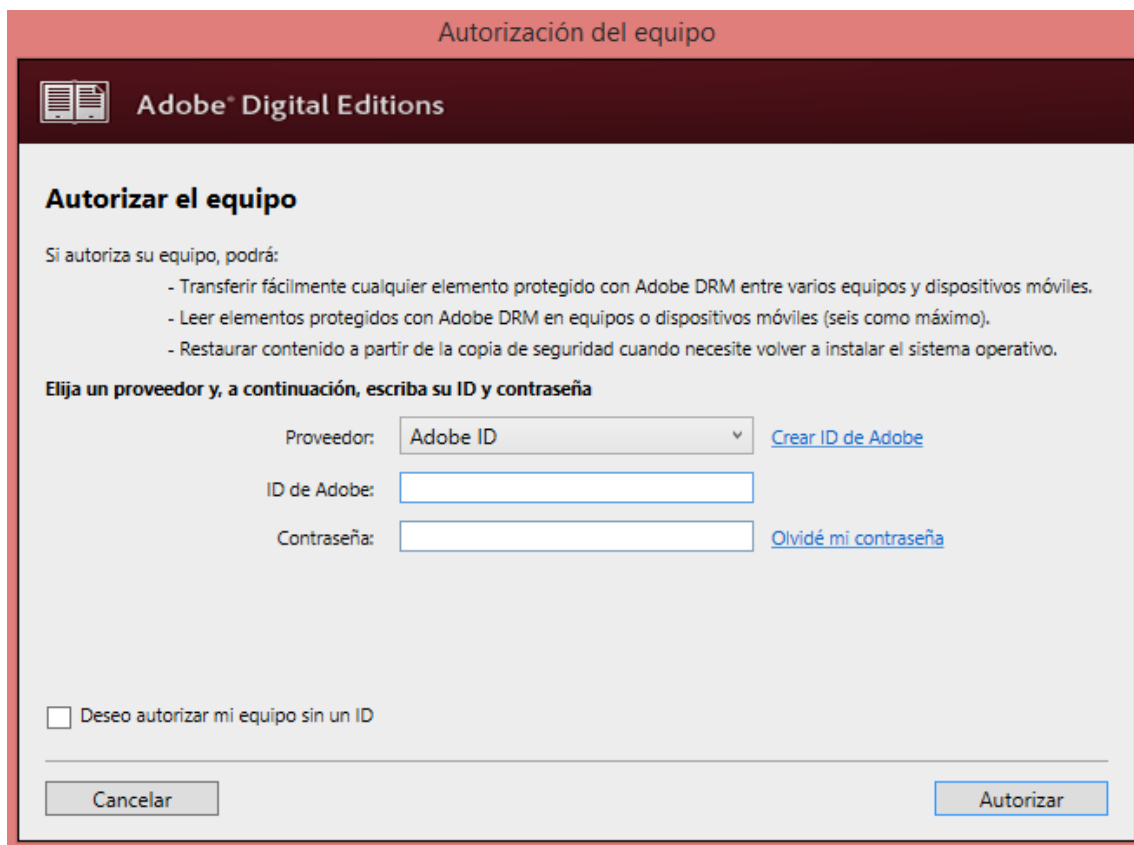 Autorización del equipo
Adobe® Digital Editions
Autorizar el equipo
Si autoriza su equipo, podrá:
- Transferir fácilmente cualquier elemento protegido con Adobe DRM entre varios equipos y dispositivos móviles.
- Leer elementos protegidos con Adobe DRM en equipos o dispositivos móviles (seis como máximo).
- Restaurar contenido a partir de la copia de seguridad cuando necesite volver a instalar el sistema operativo.
Elija un proveedor y, a continuación, escriba su ID y contraseña
Proveedor: Adobe ID Crear ID de Adobe
ID de Adobe:
Contraseña: Olvidé mi contraseña
Deseo autorizar mi equipo sin un ID
Cancelar Autorizar